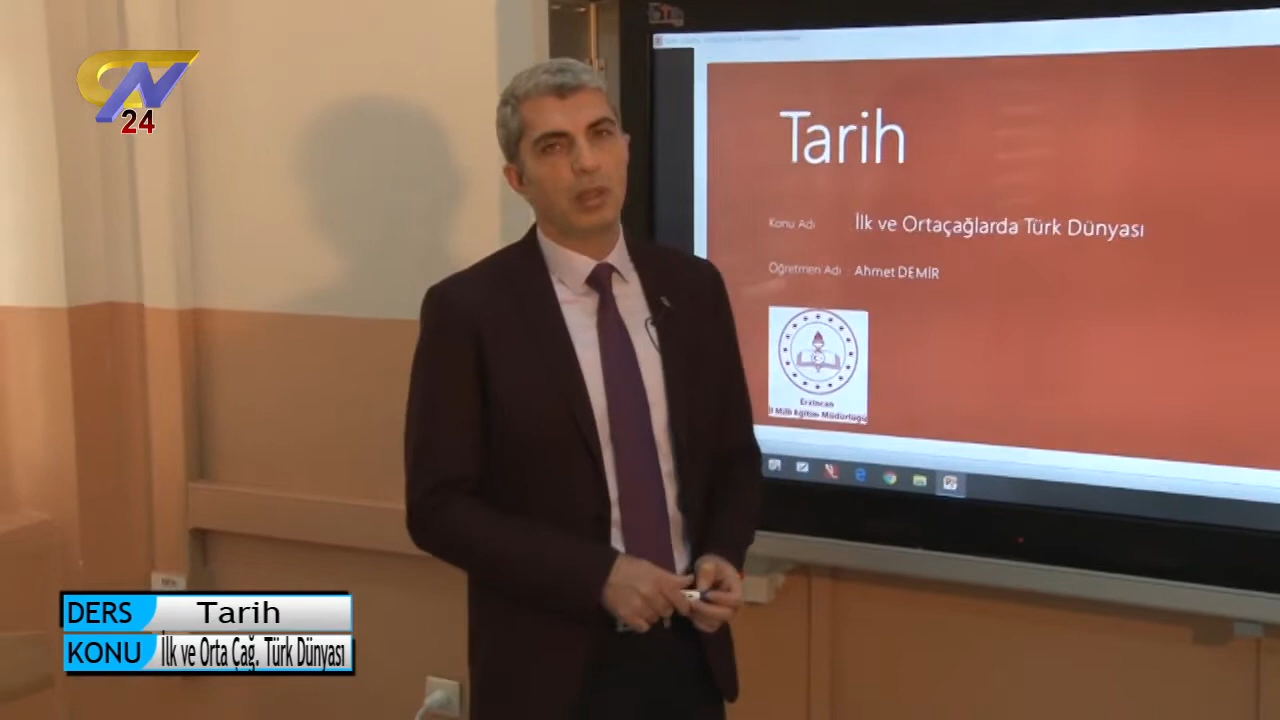 CN
24
Tarih
Konu Adı İlk ve Ortaçağlarda Türk Dünyası
Öğretmen Adı : Ahmet DEMİR
Erzincan
İl Milli Eğitim Müdürlüğü
DERS Tarih
KONU İlk ve Orta Çağ. Türk Dünyası